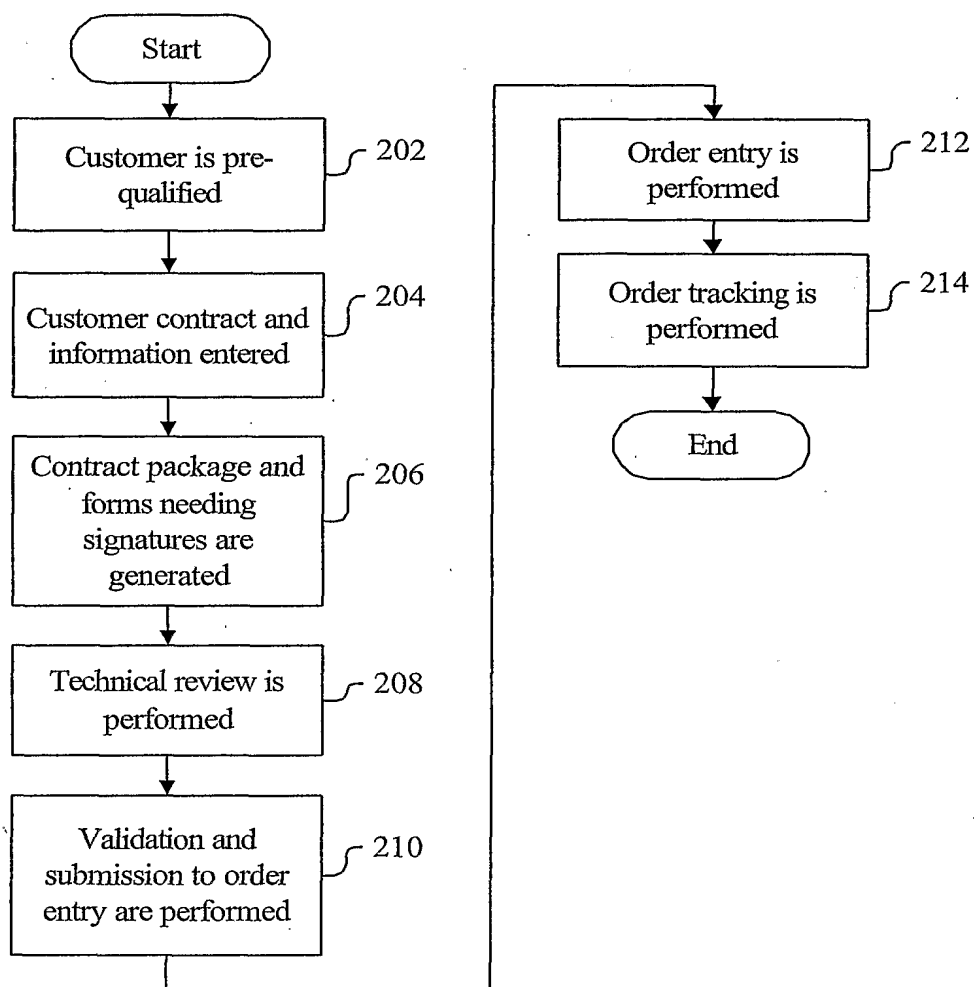 Start
Customer is pre-
qualified
202
Customer contract and
information entered
204
Contract package and
forms needing
signatures are
generated
206
Technical review is
performed
208
Validation and
submission to order
entry are performed
210
Order entry is
performed
212
Order tracking is
performed
214
End